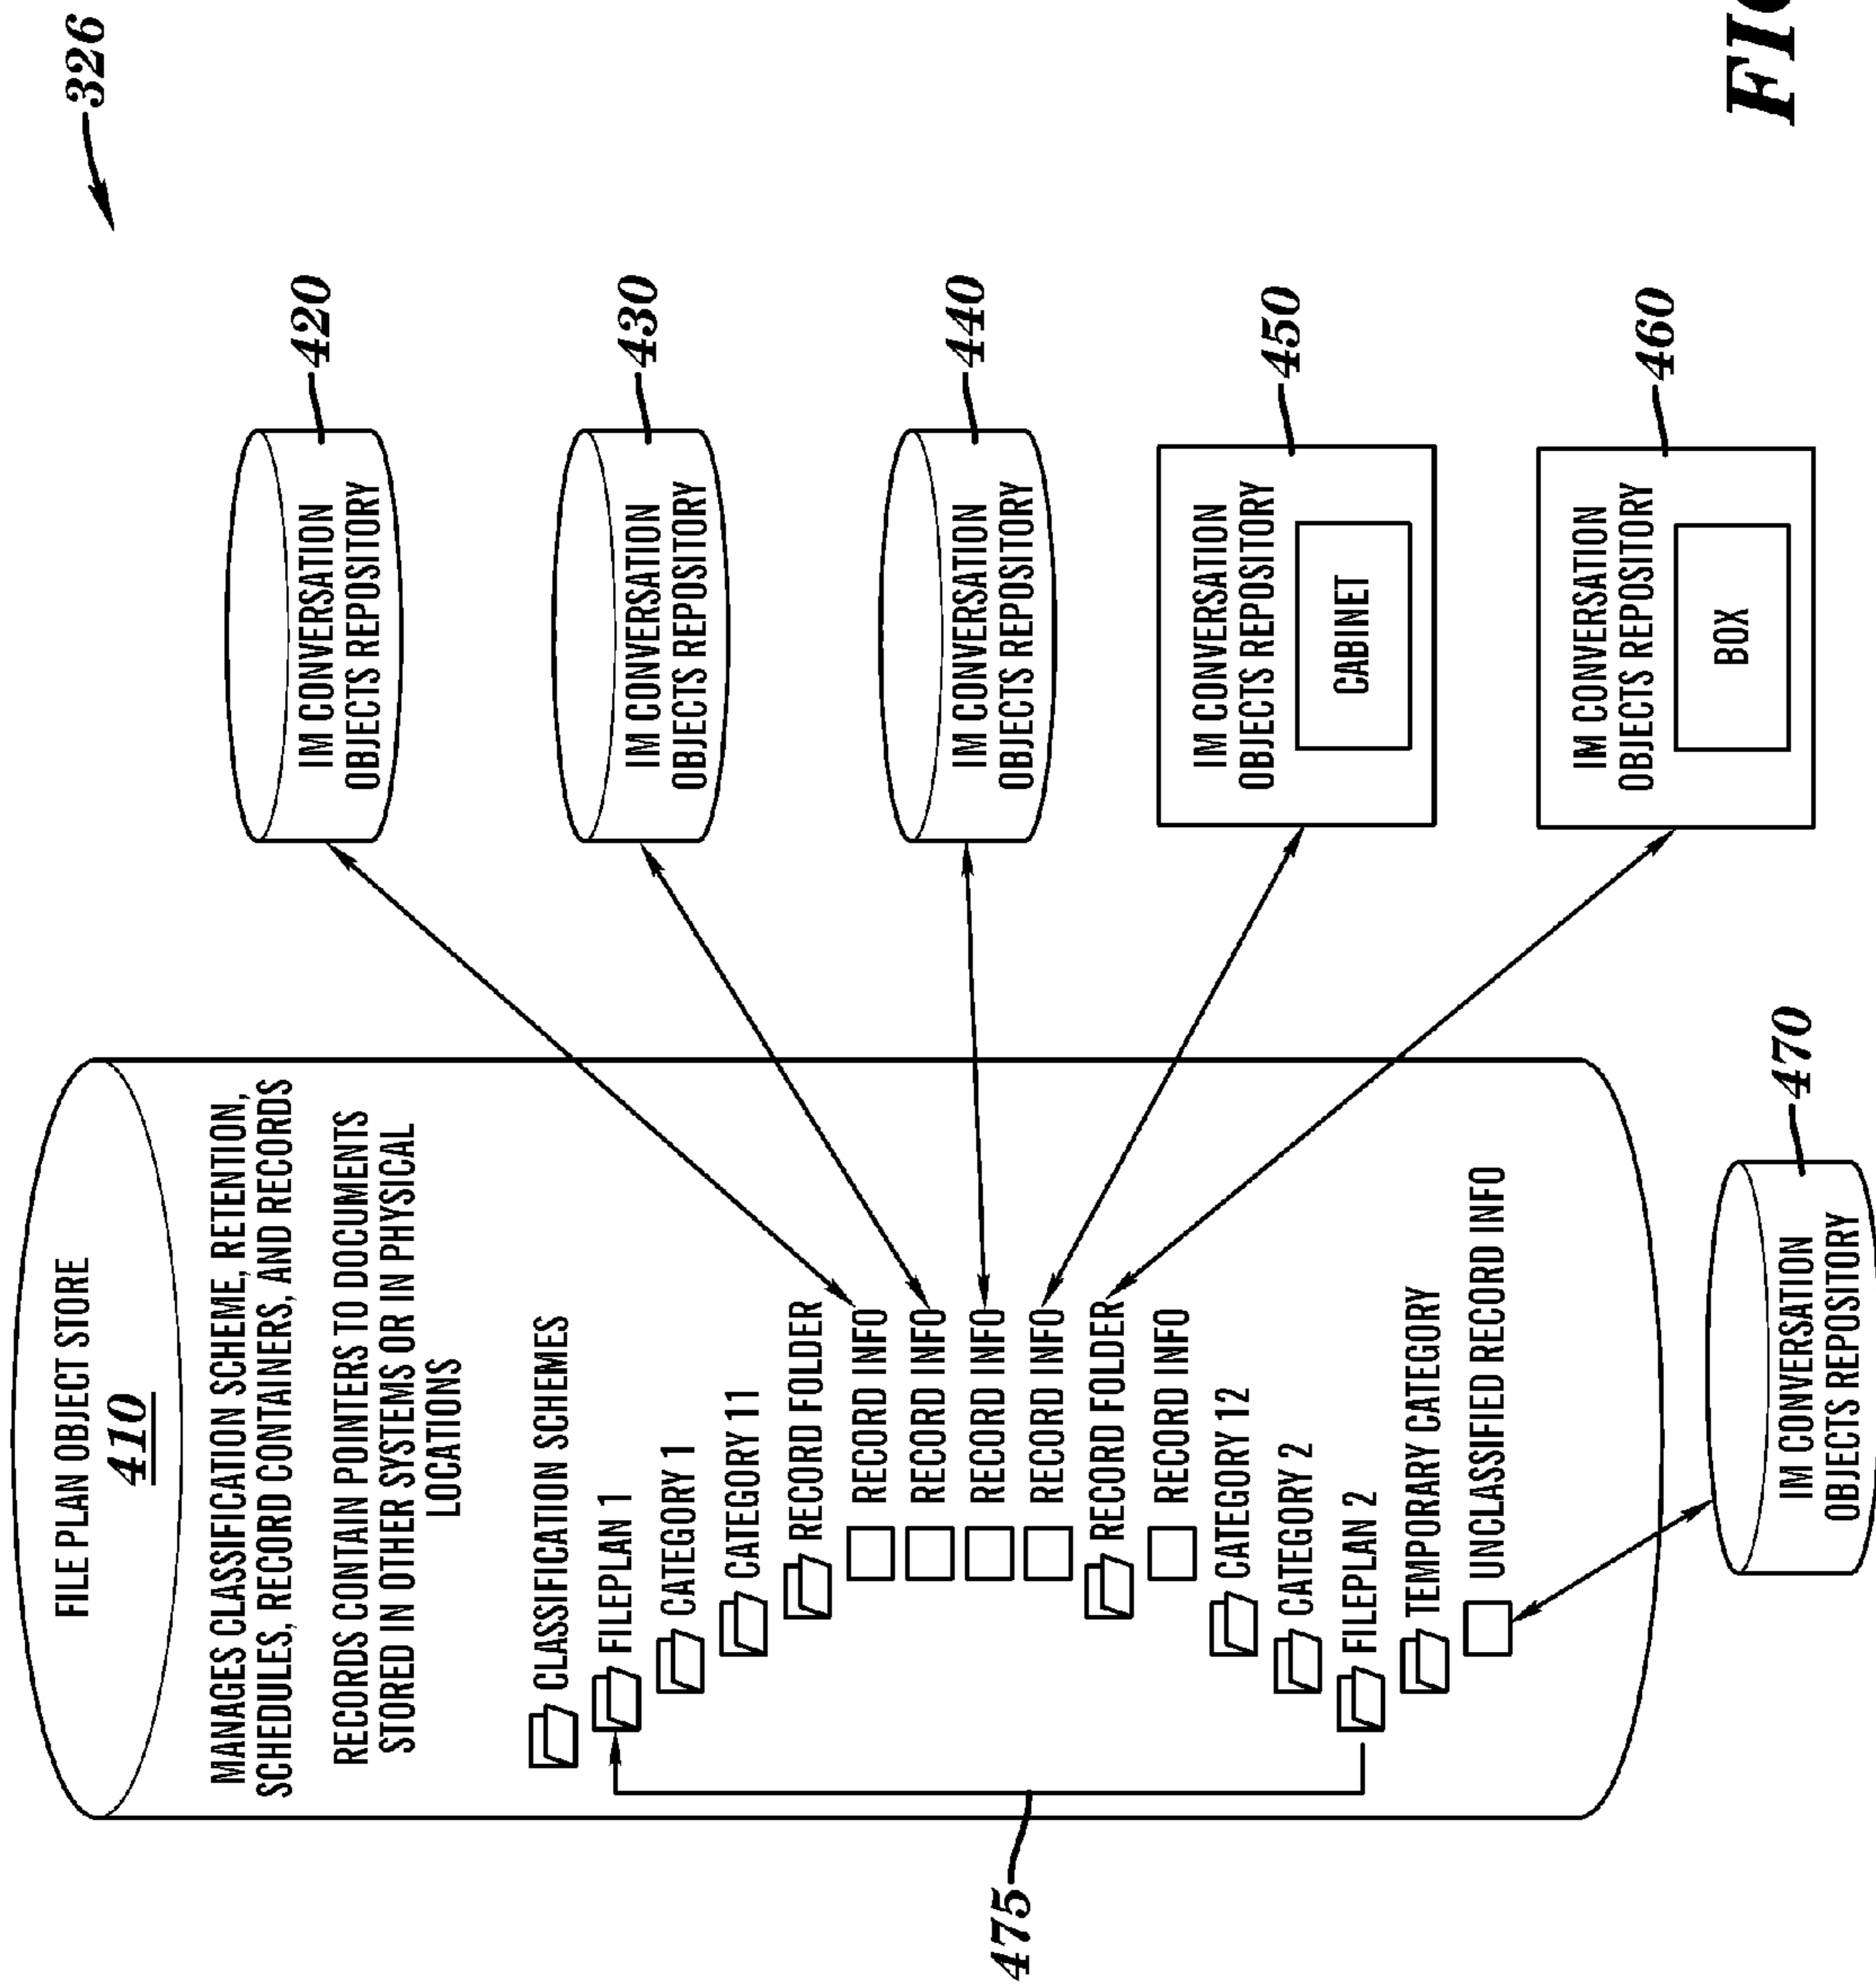 326
FILE PLAN OBJECT STORE
410
MANAGES CLASSIFICATION SCHEME, RETENTION,
SCHEDULES, RECORD CONTAINERS, AND RECORDS
RECORDS CONTAIN POINTERS TO DOCUMENTS
STORED IN OTHER SYSTEMS OR IN PHYSICAL
LOCATIONS
CLASSIFICATION SCHEMES
FILEPLAN 1
CATEGORY 1
CATEGORY 11
RECORD FOLDER
RECORD INFO
RECORD INFO
RECORD INFO
RECORD INFO
RECORD FOLDER
RECORD INFO
CATEGORY 12
CATEGORY 2
FILEPLAN 2
TEMPORARY CATEGORY
UNCLASSIFIED RECORD INFO
475
IM CONVERSATION
OBJECTS REPOSITORY
420
IM CONVERSATION
OBJECTS REPOSITORY
430
IM CONVERSATION
OBJECTS REPOSITORY
440
IM CONVERSATION
OBJECTS REPOSITORY
CABINET
450
IM CONVERSATION
OBJECTS REPOSITORY
BOX
460
IM CONVERSATION
OBJECTS REPOSITORY
470